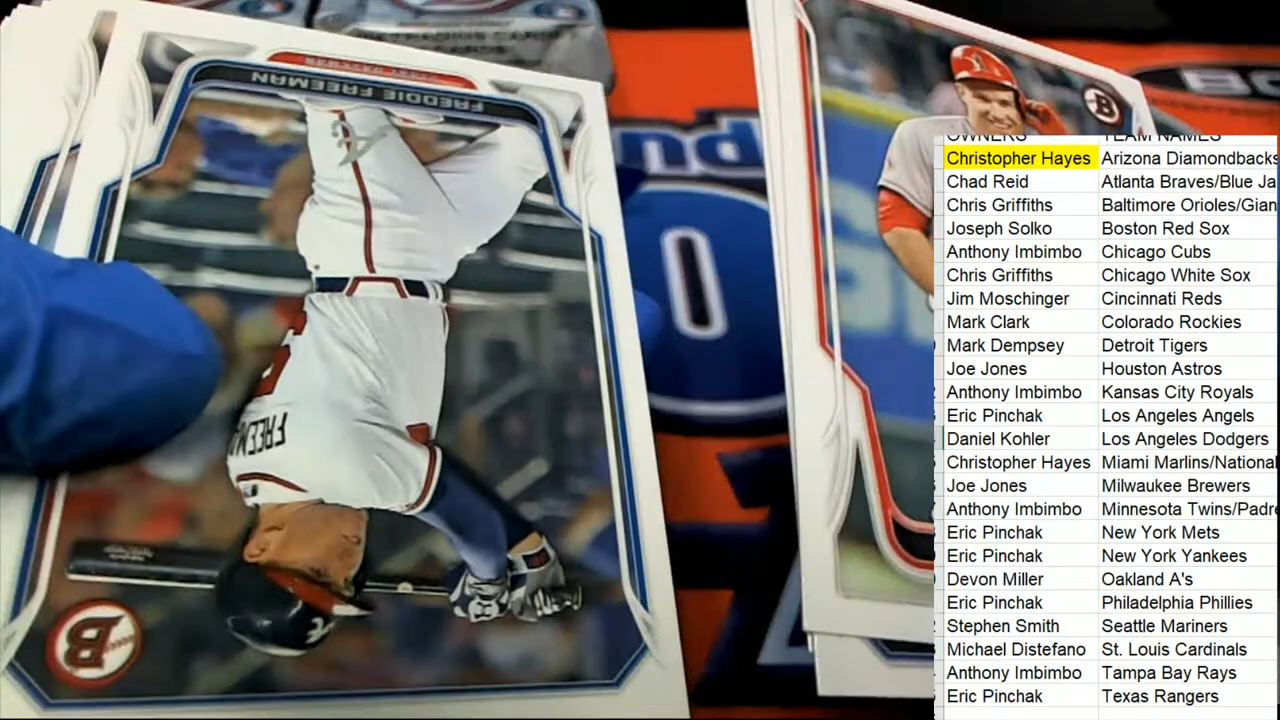 FREDDIE FREEMAN
B
FREEM
B
nd
0
BO
OWNERS TEAM NAMES
Christopher Hayes Arizona Diamondbacks
Chad Reid Atlanta Braves/Blue Ja
Chris Griffiths Baltimore Orioles/Gian
Joseph Solko Boston Red Sox
Anthony Imbimbo Chicago Cubs
Chris Griffiths Chicago White Sox
Jim Moschinger Cincinnati Reds
Mark Clark Colorado Rockies
Mark Dempsey Detroit Tigers
Joe Jones Houston Astros
Anthony Imbimbo Kansas City Royals
Eric Pinchak Los Angeles Angels
Daniel Kohler Los Angeles Dodgers
Christopher Hayes Miami Marlins/National
Joe Jones Milwaukee Brewers
Anthony Imbimbo Minnesota Twins/Padre
Eric Pinchak New York Mets
Eric Pinchak New York Yankees
Devon Miller Oakland A's
Eric Pinchak Philadelphia Phillies
Stephen Smith Seattle Mariners
Michael Distefano St. Louis Cardinals
Anthony Imbimbo Tampa Bay Rays
Eric Pinchak Texas Rangers